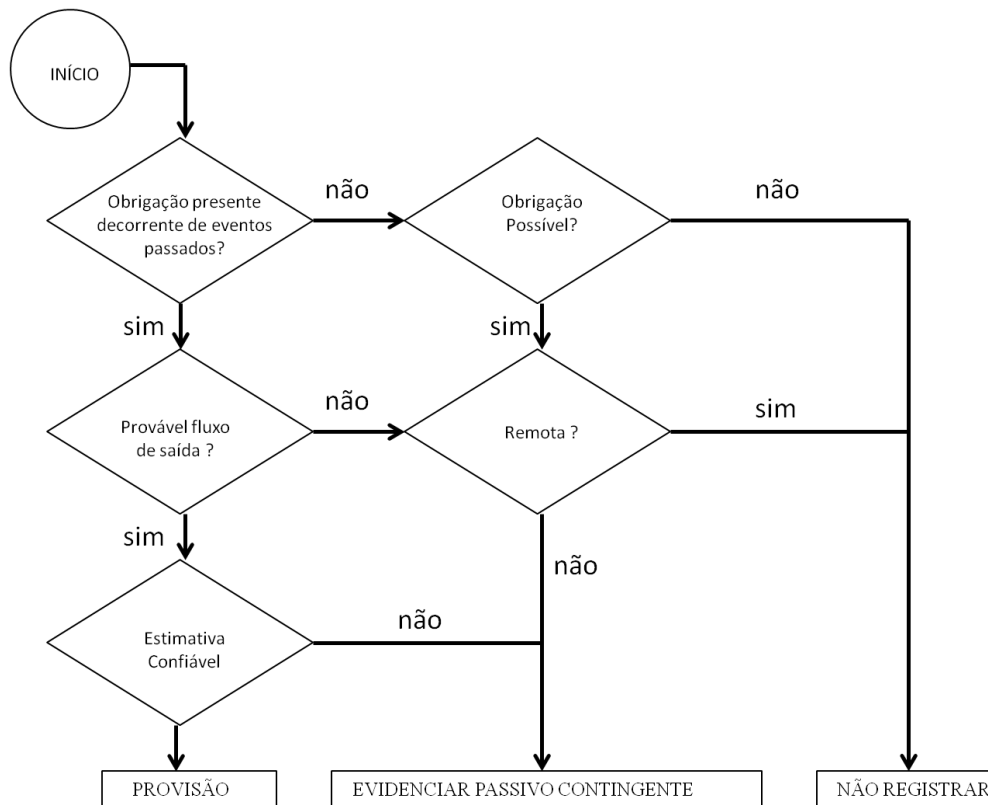 INÍCIO
Obrigação presente
decorrente de eventos
passados?
não
Obrigação
Possível?
não
sim
sim
Provável fluxo
de saída ?
não
Remota ?
sim
sim
não
Estimativa
Confiável
não
PROVISÃO
EVIDENCIAR PASSIVO CONTINGENTE
NÃO REGISTRAR